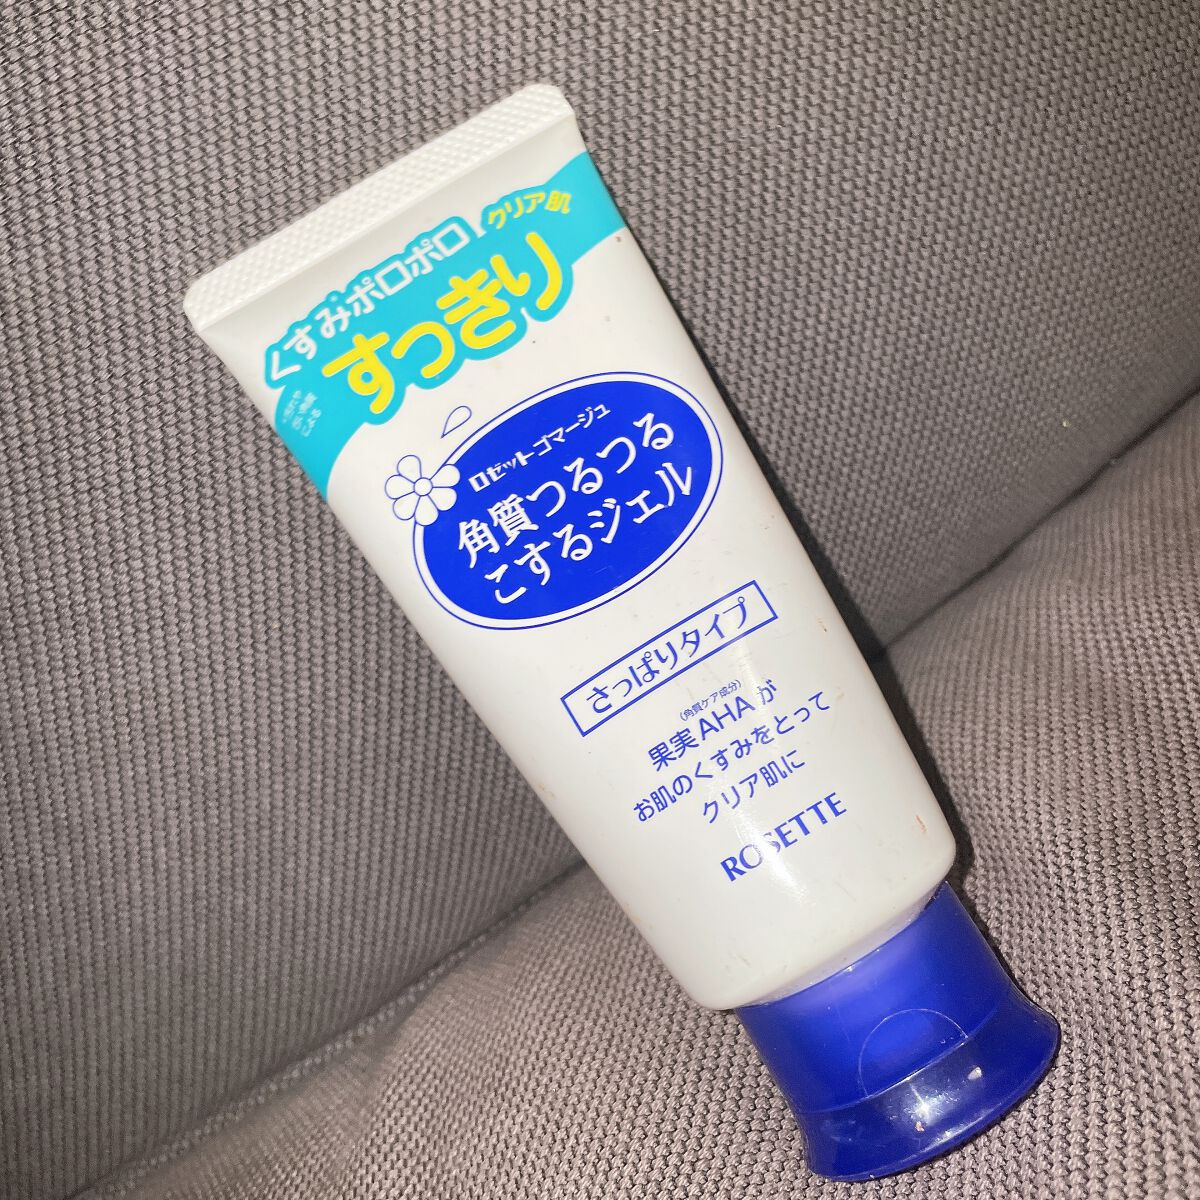 くすみポロポロ
クリア肌
すっきり
ロゼットゴマージュ
角質つるつる
こするジェル
さっぱりタイプ
(角質ケア成分)
果実AHAが
お肌のくすみをとって
クリア肌に
ROSETTE